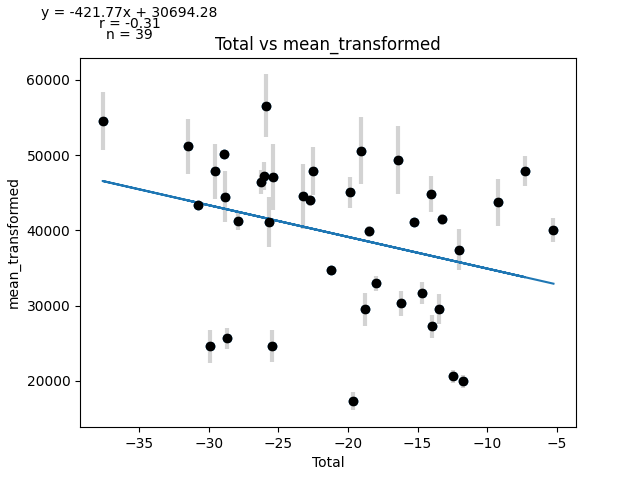 y = -421.77x + 30694.28
r = -0.31
n = 39
Total vs mean_transformed
60000
50000
40000
30000
20000
mean_transformed
−35
−30
−25
−20
−15
−10
−5
Total